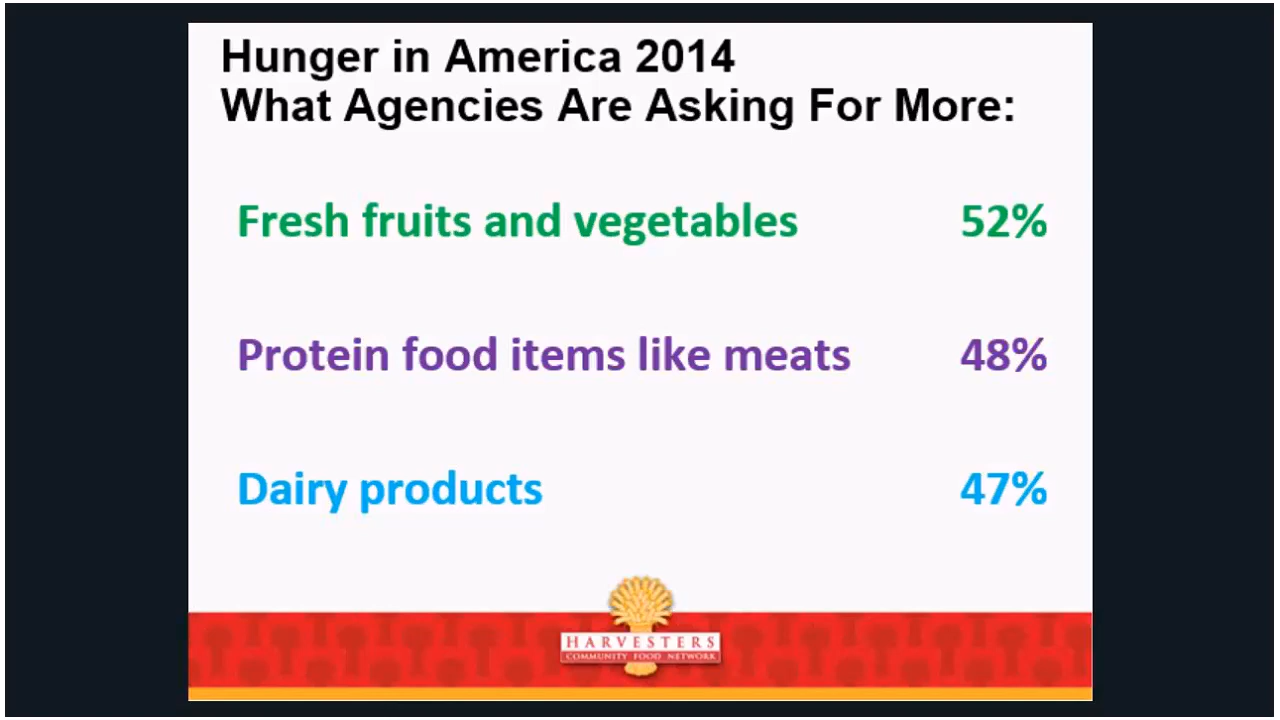 Hunger in America 2014
What Agencies Are Asking For More:
Fresh fruits and vegetables 52%
Protein food items like meats 48%
Dairy products 47%
HARVESTERS
COMMUNITY FOOD NETWORK